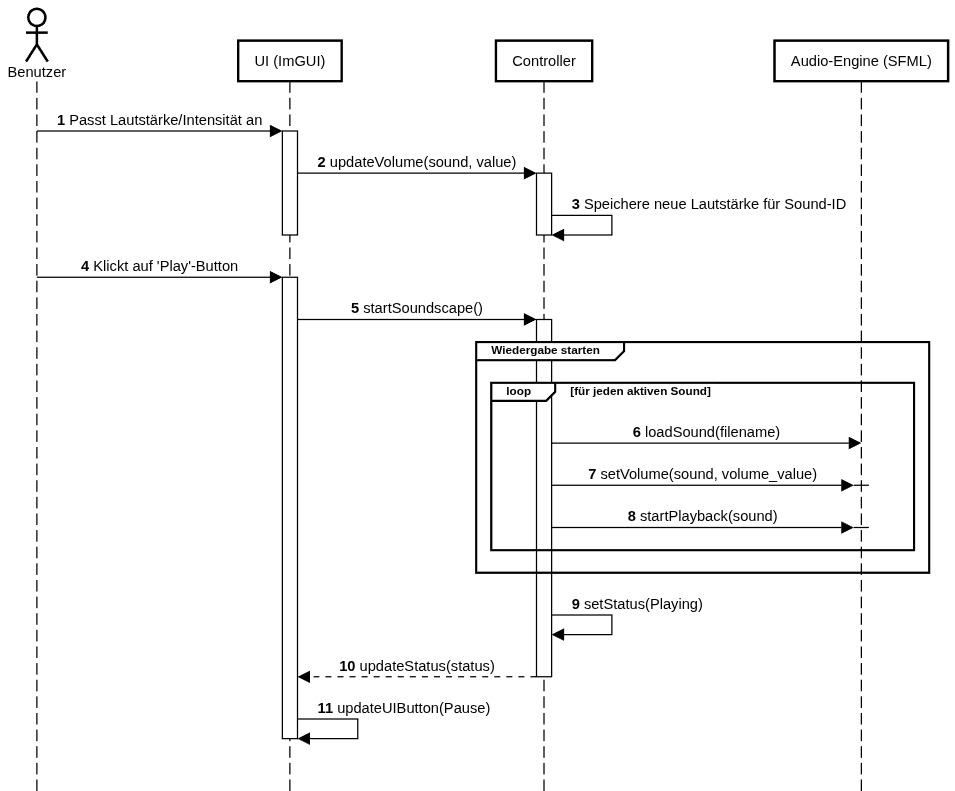 Benutzer
UI (ImGUI)
Controller
Audio-Engine (SFML)
1 Passt Lautstärke/Intensität an
2 updateVolume(sound, value)
3 Speichere neue Lautstärke für Sound-ID
4 Klickt auf 'Play'-Button
5 startSoundscape()
Wiedergabe starten
loop
[für jeden aktiven Sound]
6 loadSound(filename)
7 setVolume(sound, volume_value)
8 startPlayback(sound)
9 setStatus(Playing)
10 updateStatus(status)
11 updateUIButton(Pause)